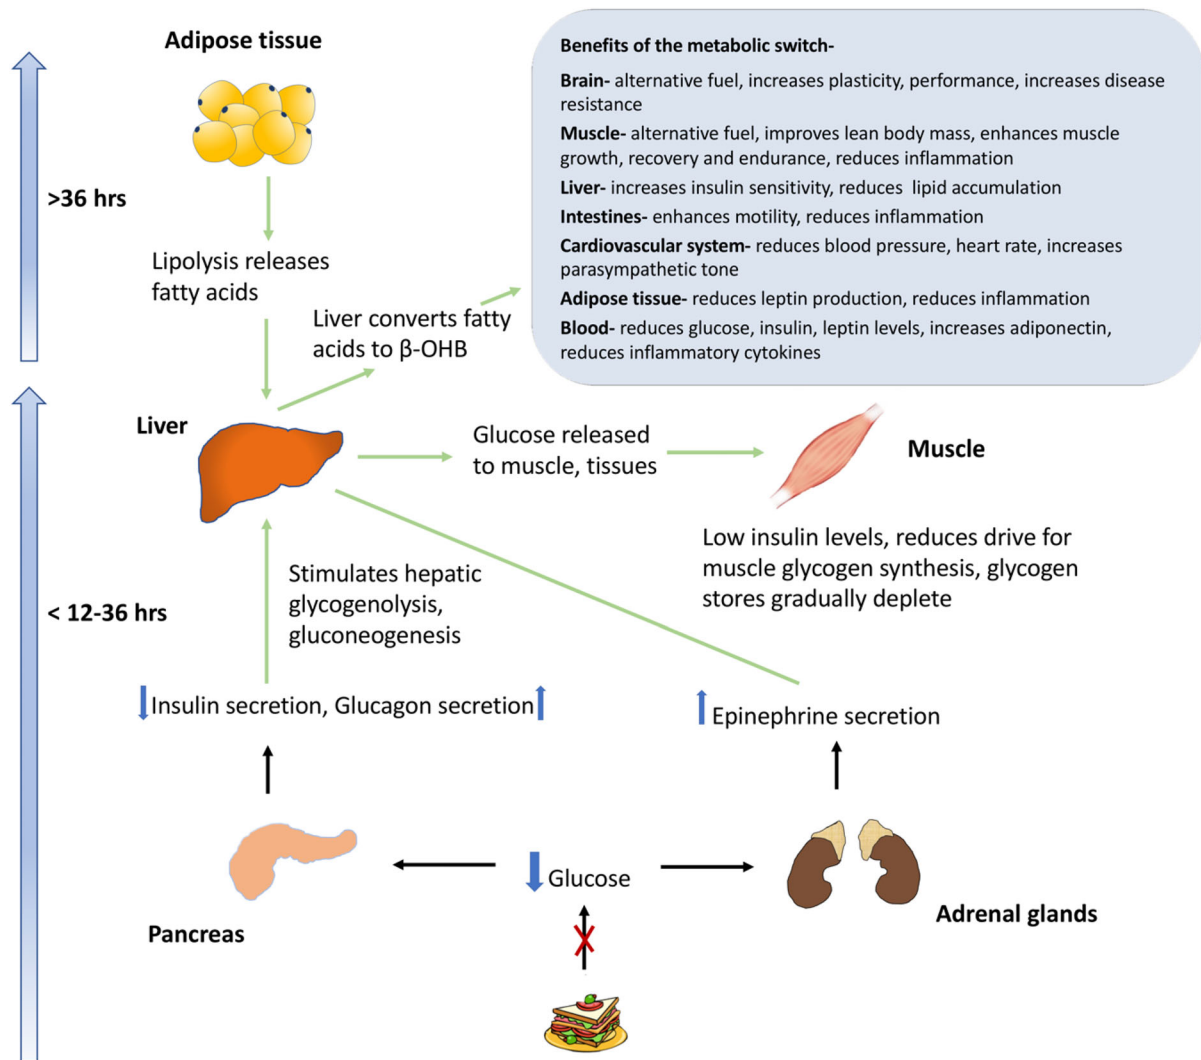 Adipose tissue
>36 hrs
Lipolysis releases
fatty acids
Liver converts fatty
acids to β-OHB
Benefits of the metabolic switch-
Brain- alternative fuel, increases plasticity, performance, increases disease
resistance
Muscle- alternative fuel, improves lean body mass, enhances muscle
growth, recovery and endurance, reduces inflammation
Liver- increases insulin sensitivity, reduces lipid accumulation
Intestines- enhances motility, reduces inflammation
Cardiovascular system- reduces blood pressure, heart rate, increases
parasympathetic tone
Adipose tissue- reduces leptin production, reduces inflammation
Blood- reduces glucose, insulin, leptin levels, increases adiponectin,
reduces inflammatory cytokines
Liver
Glucose released
to muscle, tissues
Muscle
Low insulin levels, reduces drive for
muscle glycogen synthesis, glycogen
stores gradually deplete
< 12-36 hrs
Stimulates hepatic
glycogenolysis,
gluconeogenesis
Insulin secretion, Glucagon secretion
Epinephrine secretion
Glucose
Pancreas
Adrenal glands